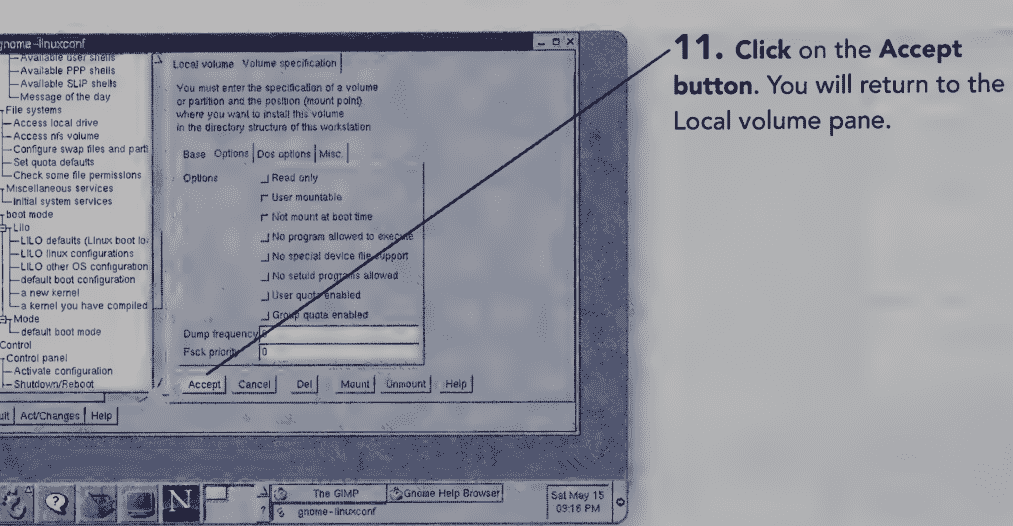 gnome-linuxconf
Available user shells
Available PPP shells
Available SLIP shells
Message of the day
File systems
Access local drive
Access nfs volume
Configure swap files and parti
Set quota defaults
Check some file permissions
Miscellaneous services
Initial system services
boot mode
Lilo
LILO defaults (Linux boot lo
LILO linux configurations
LILO other OS configuration
default boot configuration
a new kernel
a kernel you have compiled
Mode
default boot mode
Control
Control panel
Activate configuration
Shutdown/Reboot
Act/Changes Help
Local volume Volume specification
You must enter the specification of a volume
or partition and the position (mount point)
where you want to install this volume
in the directory structure of this workstation
Base Options Dos options Misc.
Options
Read only
User mountable
Not mount at boot time
No program allowed to execute
No special device file support
No setuid programs allowed
User quota enabled
Group quota enabled
Dump frequency
Fsck priority 0
Accept Cancel Del Mount Unmount Help
N
The GIMP Gnome Help Browser
gnome-linuxconf
Sat May 15
09:16 PM
11. Click on the Accept
button. You will return to the
Local volume pane.